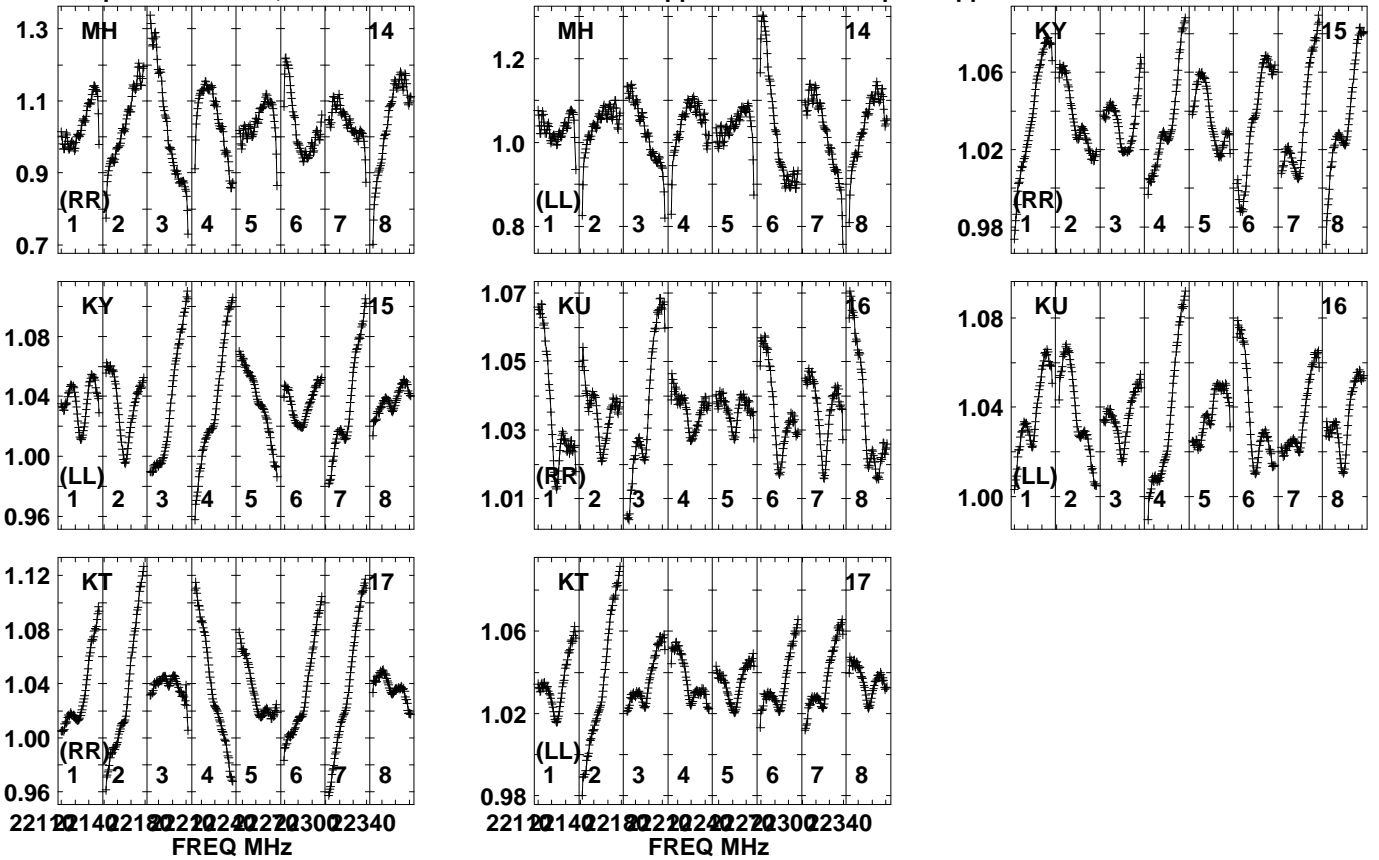 MH 14
1.3
1.1
0.9
0.7
(RR)
1 2 3 4 5 6 7 8
MH 14
1.2
1.0
0.8
(LL)
1 2 3 4 5 6 7 8
KY 15
1.06
1.02
0.98
(RR)
1 2 3 4 5 6 7 8
KY 15
1.08
1.04
1.00
0.96
(LL)
1 2 3 4 5 6 7 8
KU 16
1.07
1.05
1.03
1.01
(RR)
1 2 3 4 5 6 7 8
KU 16
1.08
1.04
1.00
(LL)
1 2 3 4 5 6 7 8
KT 17
1.12
1.08
1.04
1.00
0.96
(RR)
1 2 3 4 5 6 7 8
FREQ MHz
KT 17
1.06
1.02
0.98
(LL)
1 2 3 4 5 6 7 8
FREQ MHz